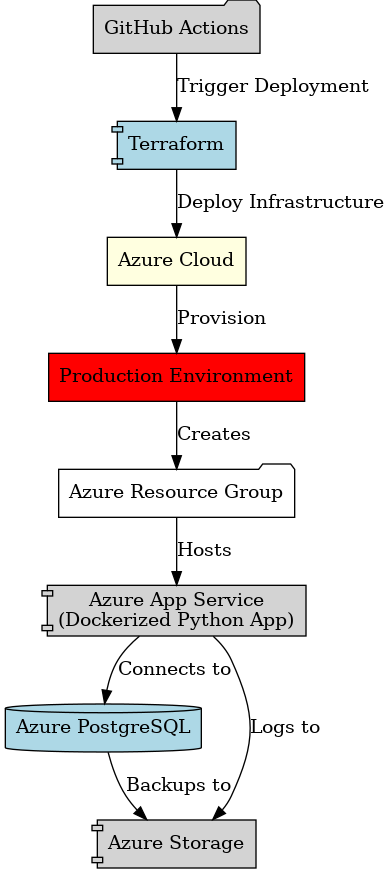 GitHub Actions
Trigger Deployment
Terraform
Deploy Infrastructure
Azure Cloud
Provision
Production Environment
Creates
Azure Resource Group
Hosts
Azure App Service
(Dockerized Python App)
Connects to
Azure PostgreSQL
Logs to
Backups to
Azure Storage